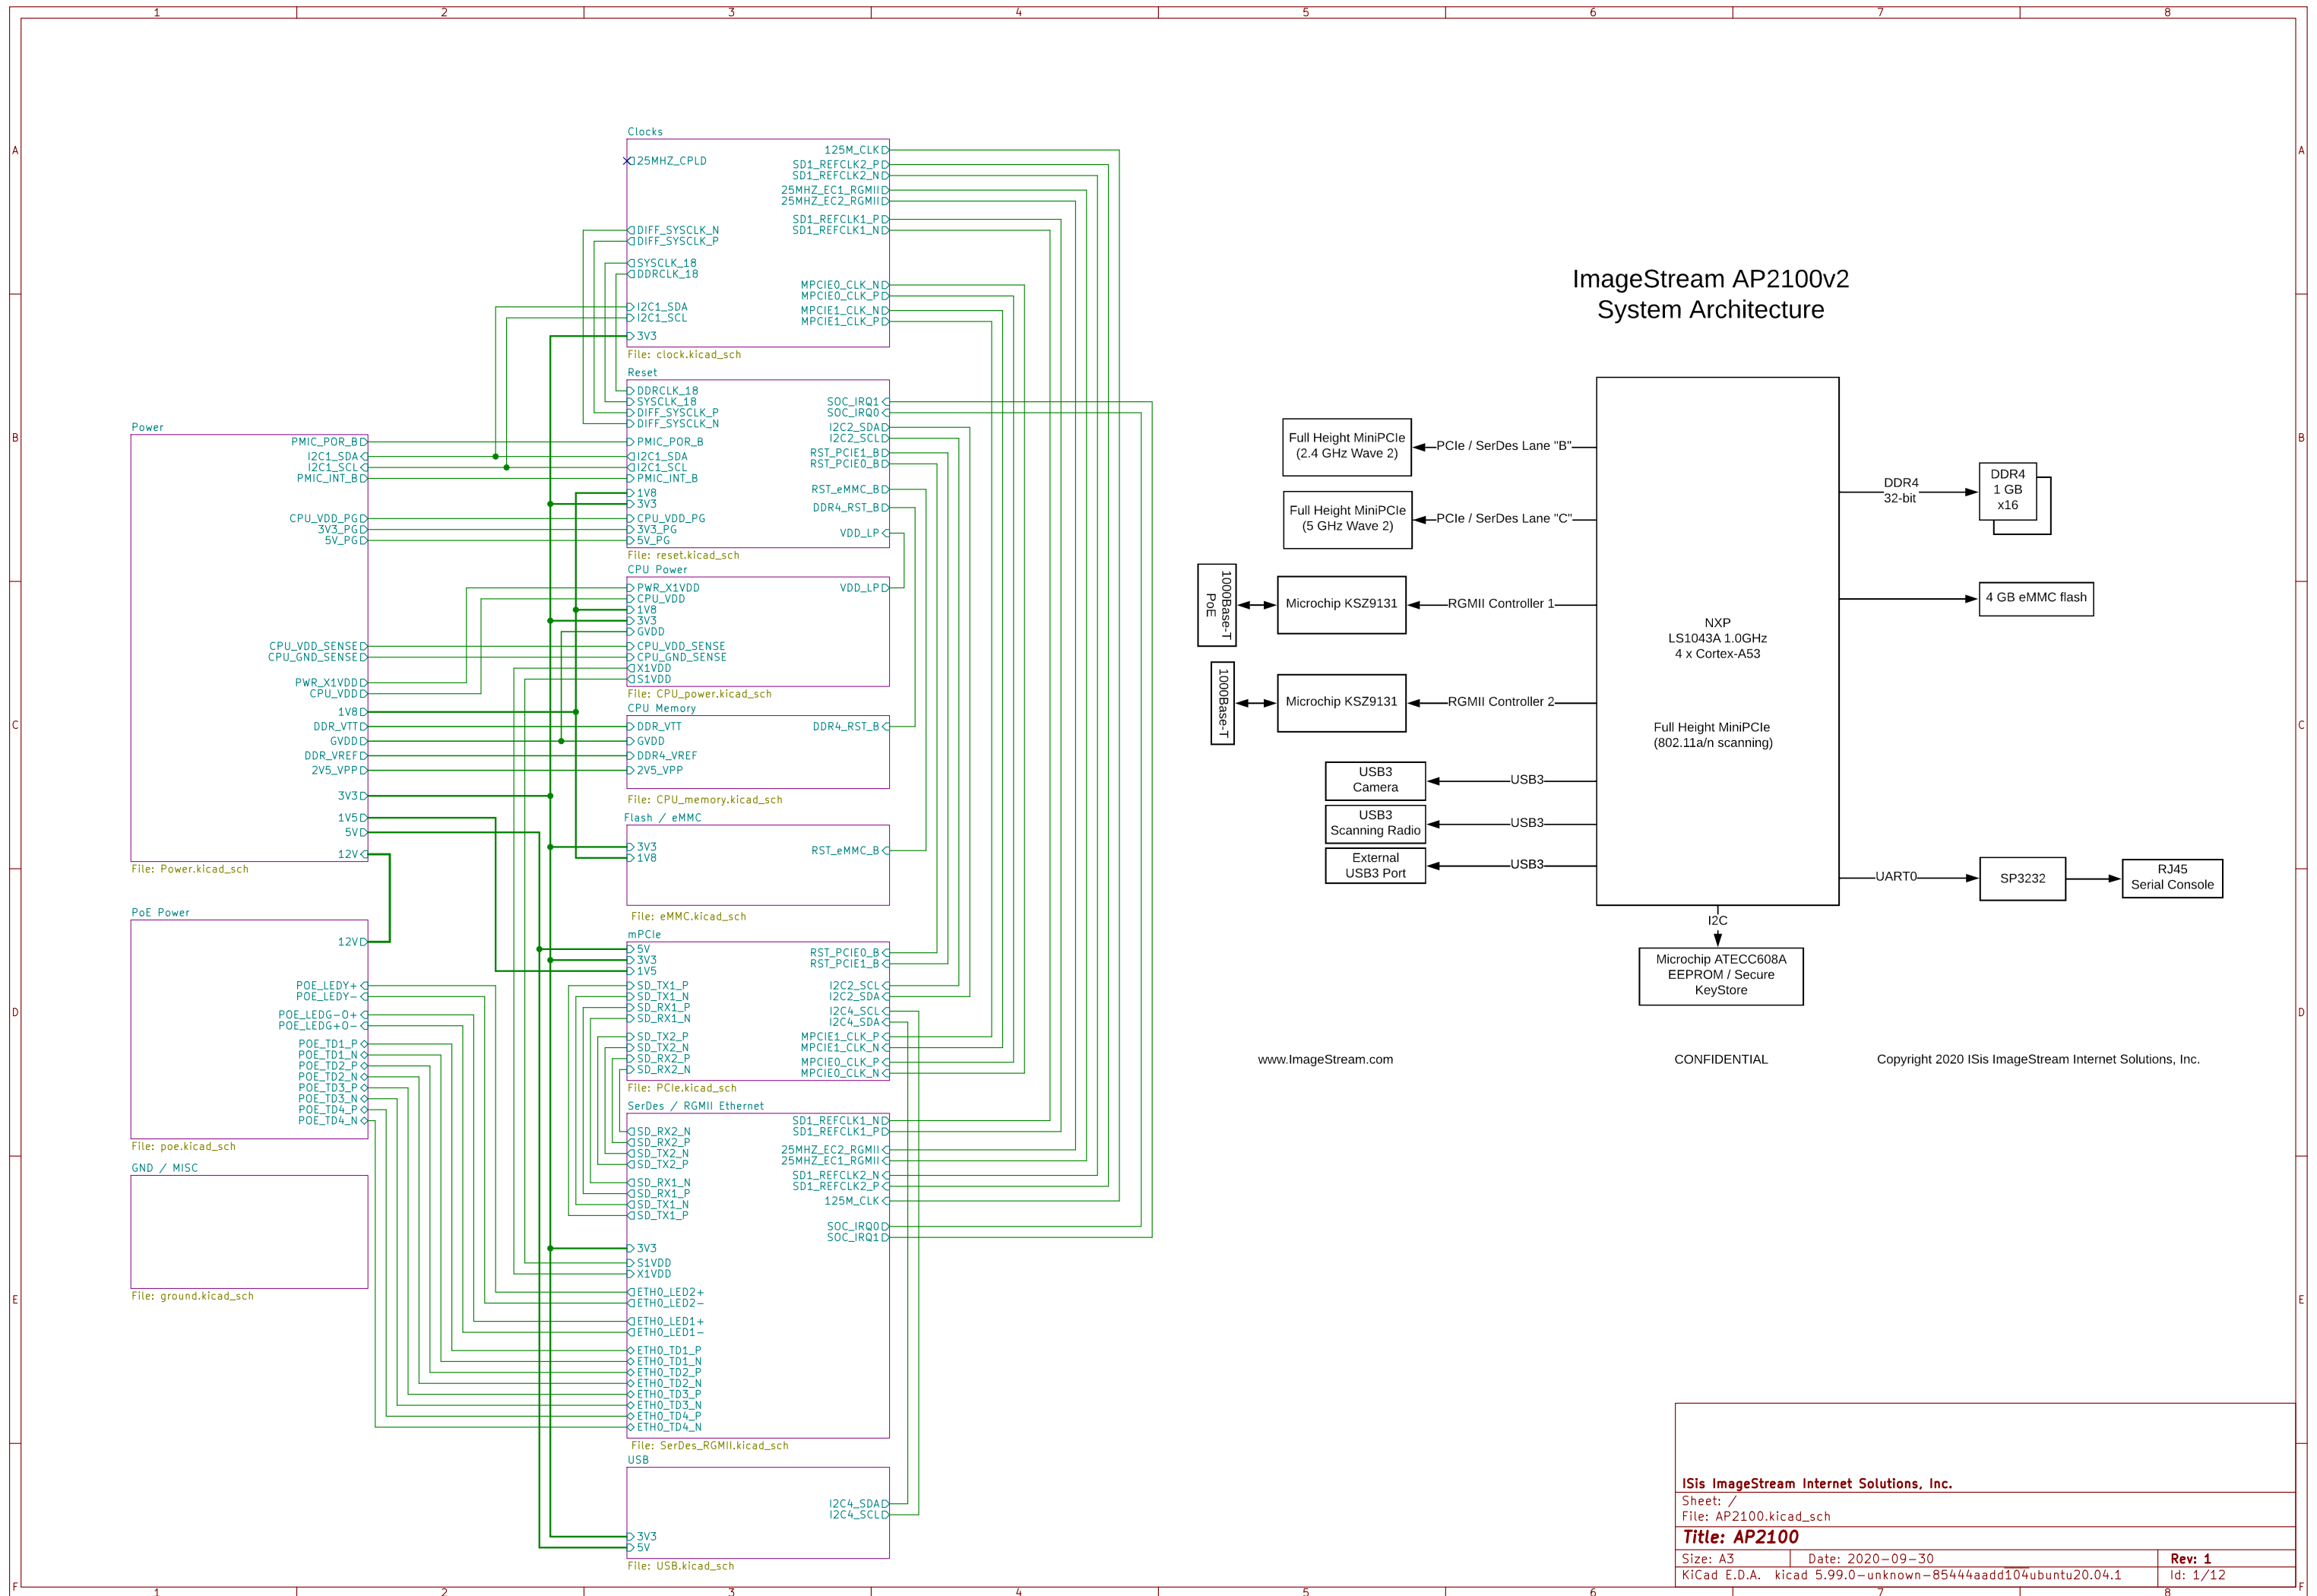 1 2 3 4 5 6 7 8
A
B
C
D
E
F
A
B
C
D
E
F
Clocks
25MHZ_CPLD
DIFF_SYSCLK_N
DIFF_SYSCLK_P
SYSCLK_18
DDRCLK_18
I2C1_SDA
I2C1_SCL
3V3
125M_CLK
SD1_REFCLK2_P
SD1_REFCLK2_N
25MHZ_EC1_RGMII
25MHZ_EC2_RGMII
SD1_REFCLK1_P
SD1_REFCLK1_N
MPCIE0_CLK_N
MPCIE0_CLK_P
MPCIE1_CLK_N
MPCIE1_CLK_P
File: clock.kicad_sch
Reset
DDRCLK_18
SYSCLK_18
DIFF_SYSCLK_P
DIFF_SYSCLK_N
PMIC_POR_B
I2C1_SDA
I2C1_SCL
PMIC_INT_B
1V8
3V3
CPU_VDD_PG
3V3_PG
5V_PG
SOC_IRQ1
SOC_IRQ0
I2C2_SDA
I2C2_SCL
RST_PCIE1_B
RST_PCIE0_B
RST_eMMC_B
DDR4_RST_B
VDD_LP
File: reset.kicad_sch
Power
PMIC_POR_B
I2C1_SDA
I2C1_SCL
PMIC_INT_B
CPU_VDD_PG
3V3_PG
5V_PG
CPU_VDD_SENSE
CPU_GND_SENSE
PWR_X1VDD
CPU_VDD
1V8
DDR_VTT
GVDD
DDR_VREF
2V5_VPP
3V3
1V5
5V
12V
File: Power.kicad_sch
CPU Power
PWR_X1VDD
CPU_VDD
1V8
3V3
GVDD
CPU_VDD_SENSE
CPU_GND_SENSE
X1VDD
S1VDD
VDD_LP
File: CPU_power.kicad_sch
CPU Memory
DDR_VTT
GVDD
DDR4_VREF
2V5_VPP
DDR4_RST_B
File: CPU_memory.kicad_sch
Flash / eMMC
3V3
1V8
RST_eMMC_B
File: eMMC.kicad_sch
PoE Power
12V
POE_LEDY+
POE_LEDY-
POE_LEDG-O+
POE_LEDG+O-
POE_TD1_P
POE_TD1_N
POE_TD2_P
POE_TD2_N
POE_TD3_P
POE_TD3_N
POE_TD4_P
POE_TD4_N
File: poe.kicad_sch
GND / MISC
File: ground.kicad_sch
mPCIe
5V
3V3
1V5
SD_TX1_P
SD_TX1_N
SD_RX1_P
SD_RX1_N
SD_TX2_P
SD_TX2_N
SD_RX2_P
SD_RX2_N
RST_PCIE0_B
RST_PCIE1_B
I2C2_SCL
I2C2_SDA
I2C4_SCL
I2C4_SDA
MPCIE1_CLK_P
MPCIE1_CLK_N
MPCIE0_CLK_P
MPCIE0_CLK_N
File: PCIe.kicad_sch
SerDes / RGMII Ethernet
SD_RX2_N
SD_RX2_P
SD_TX2_N
SD_TX2_P
SD_RX1_N
SD_RX1_P
SD_TX1_N
SD_TX1_P
3V3
S1VDD
X1VDD
ETH0_LED2+
ETH0_LED2-
ETH0_LED1+
ETH0_LED1-
ETH0_TD1_P
ETH0_TD1_N
ETH0_TD2_P
ETH0_TD2_N
ETH0_TD3_P
ETH0_TD3_N
ETH0_TD4_P
ETH0_TD4_N
SD1_REFCLK1_N
SD1_REFCLK1_P
25MHZ_EC2_RGMII
25MHZ_EC1_RGMII
SD1_REFCLK2_N
SD1_REFCLK2_P
125M_CLK
SOC_IRQ0
SOC_IRQ1
File: SerDes_RGMII.kicad_sch
USB
3V3
5V
I2C4_SDA
I2C4_SCL
File: USB.kicad_sch
ImageStream AP2100v2
System Architecture
Full Height MiniPCIe
(2.4 GHz Wave 2)
PCIe / SerDes Lane "B"
Full Height MiniPCIe
(5 GHz Wave 2)
PCIe / SerDes Lane "C"
1000Base-T
PoE
Microchip KSZ9131
RGMII Controller 1
1000Base-T
Microchip KSZ9131
RGMII Controller 2
USB3
Camera
USB3
USB3
Scanning Radio
USB3
External
USB3 Port
USB3
NXP
LS1043A 1.0GHz
4 x Cortex-A53
Full Height MiniPCIe
(802.11a/n scanning)
DDR4
32-bit
DDR4
1 GB
x16
4 GB eMMC flash
UART0
SP3232
RJ45
Serial Console
I2C
Microchip ATECC608A
EEPROM / Secure
KeyStore
www.ImageStream.com CONFIDENTIAL Copyright 2020 ISis ImageStream Internet Solutions, Inc.
ISis ImageStream Internet Solutions, Inc.
Sheet: /
File: AP2100.kicad_sch
Title: AP2100
Size: A3 Date: 2020-09-30 Rev: 1
KiCad E.D.A. kicad 5.99.0-unknown-85444aadd104ubuntu20.04.1 Id: 1/12
1 2 3 4 5 6 7 8